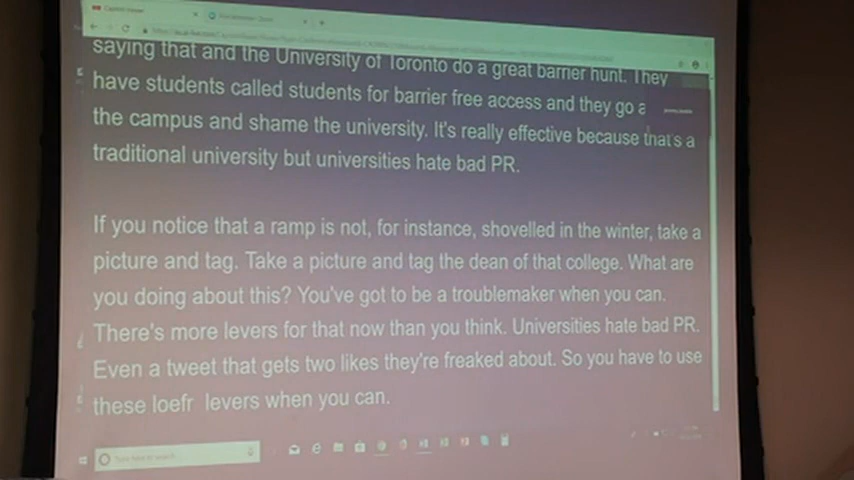 Caption Viewer
saying that and the University of Toronto do a great barrier hunt. They
have students called students for barrier free access and they go a
the campus and shame the university. It's really effective because that's a
traditional university but universities hate bad PR.
If you notice that a ramp is not, for instance, shovelled in the winter, take a
picture and tag. Take a picture and tag the dean of that college. What are
you doing about this? You've got to be a troublemaker when you can.
There's more levers for that now than you think. Universities hate bad PR.
Even a tweet that gets two likes they're freaked about. So you have to use
these loefr levers when you can.
Type here to search